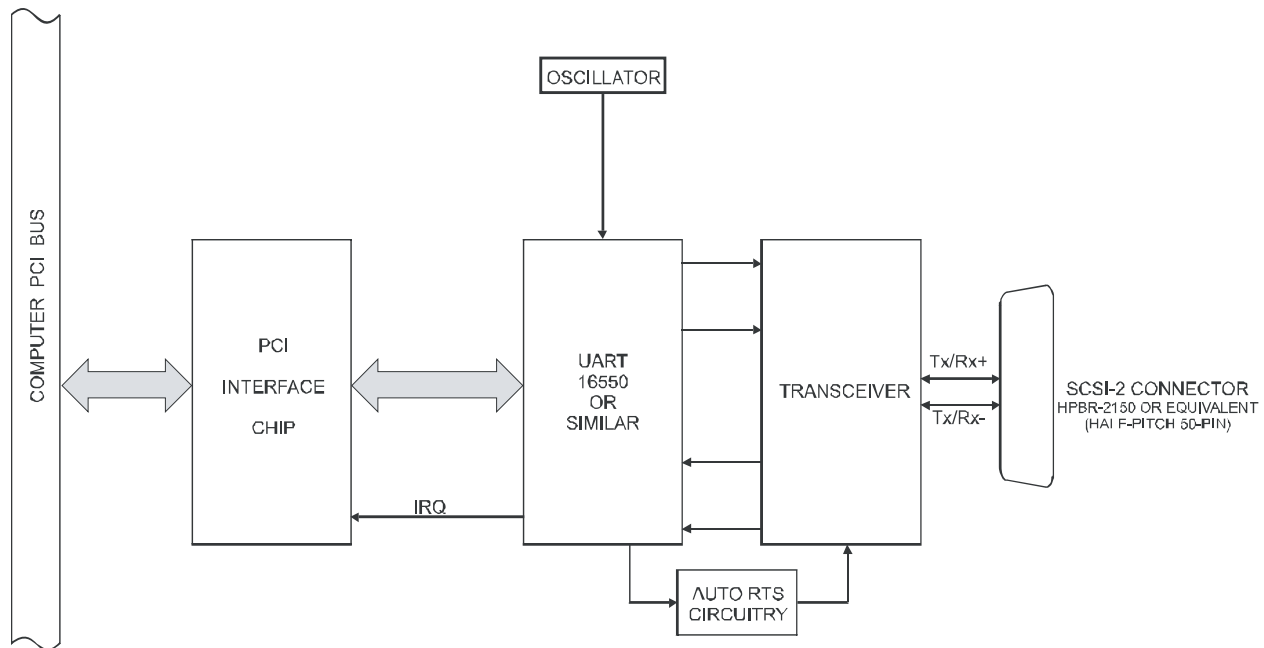 COMPUTER PCI BUS
OSCILLATOR
PCI
INTERFACE
CHIP
UART
16550
OR
SIMILAR
TRANSCEIVER
Tx/Rx+
Tx/Rx-
SCSI-2 CONNECTOR
HPBR-2150 OR EQUIVALENT
(HALF-PITCH 50-PIN)
IRQ
AUTO RTS
CIRCUITRY